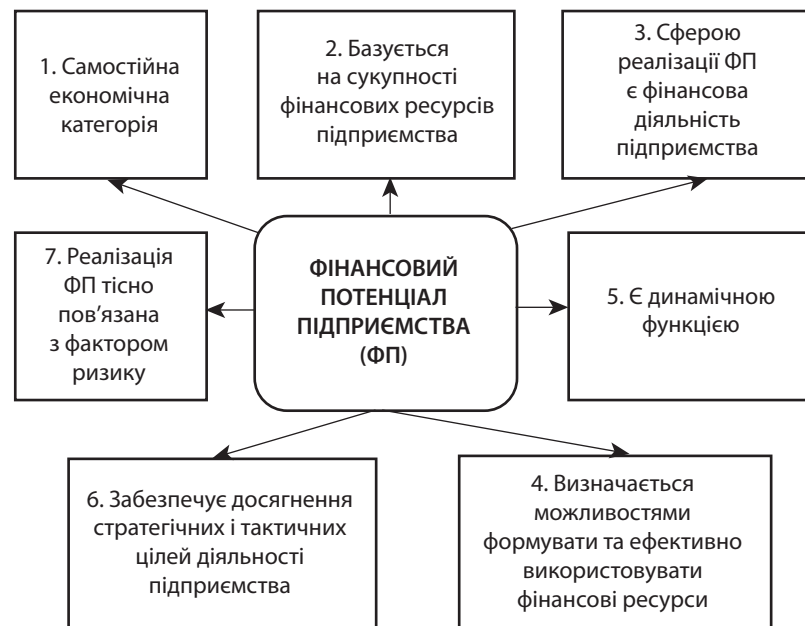 1. Самостійна
економічна
категорія
2. Базується
на сукупності
фінансових ресурсів
підприємства
3. Сферою
реалізації ФП
є фінансова
діяльність
підприємства
7. Реалізація
ФП тісно
пов’язана
з фактором
ризику
ФІНАНСОВИЙ
ПОТЕНЦІАЛ
ПІДПРИЄМСТВА
(ФП)
5. Є динамічною
функцією
6. Забезпечує досягнення
стратегічних і тактичних
цілей діяльності
підприємства
4. Визначається
можливостями
формувати та ефективно
використовувати
фінансові ресурси